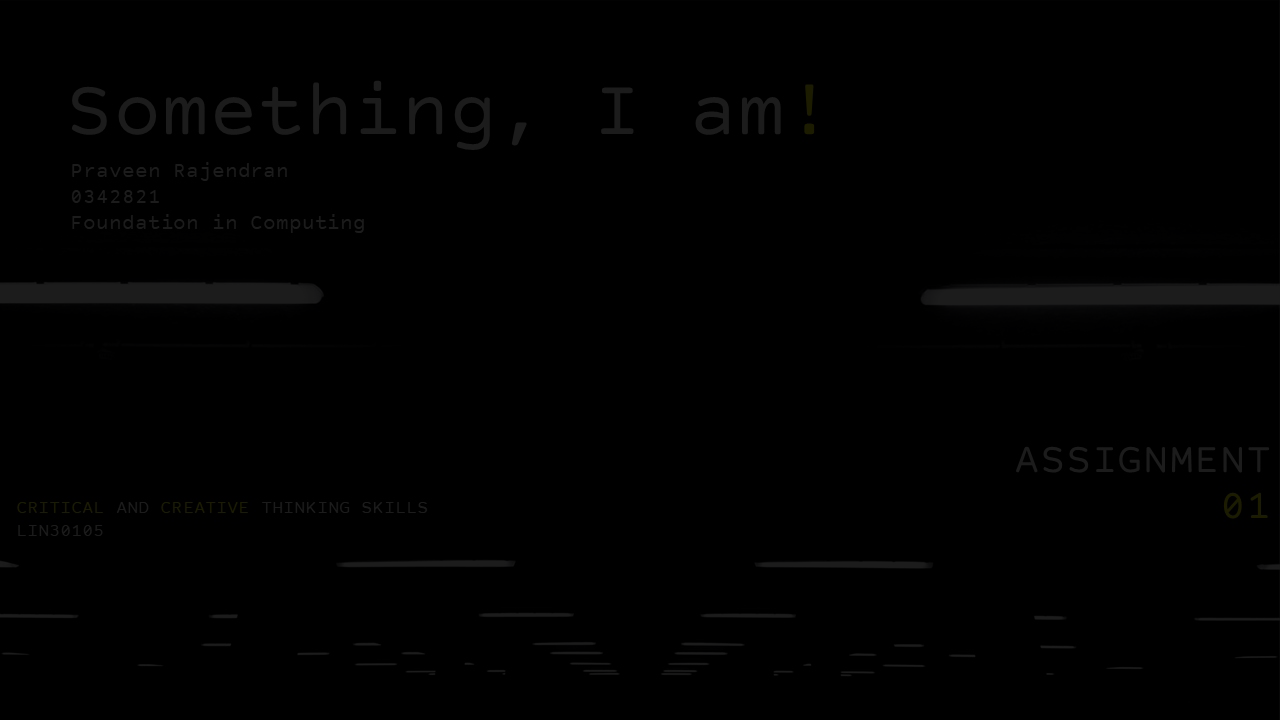 Something, I am!
Praveen Rajendran
0342821
Foundation in Computing
ASSIGNMENT
01
CRITICAL AND CREATIVE THINKING SKILLS
LIN30105